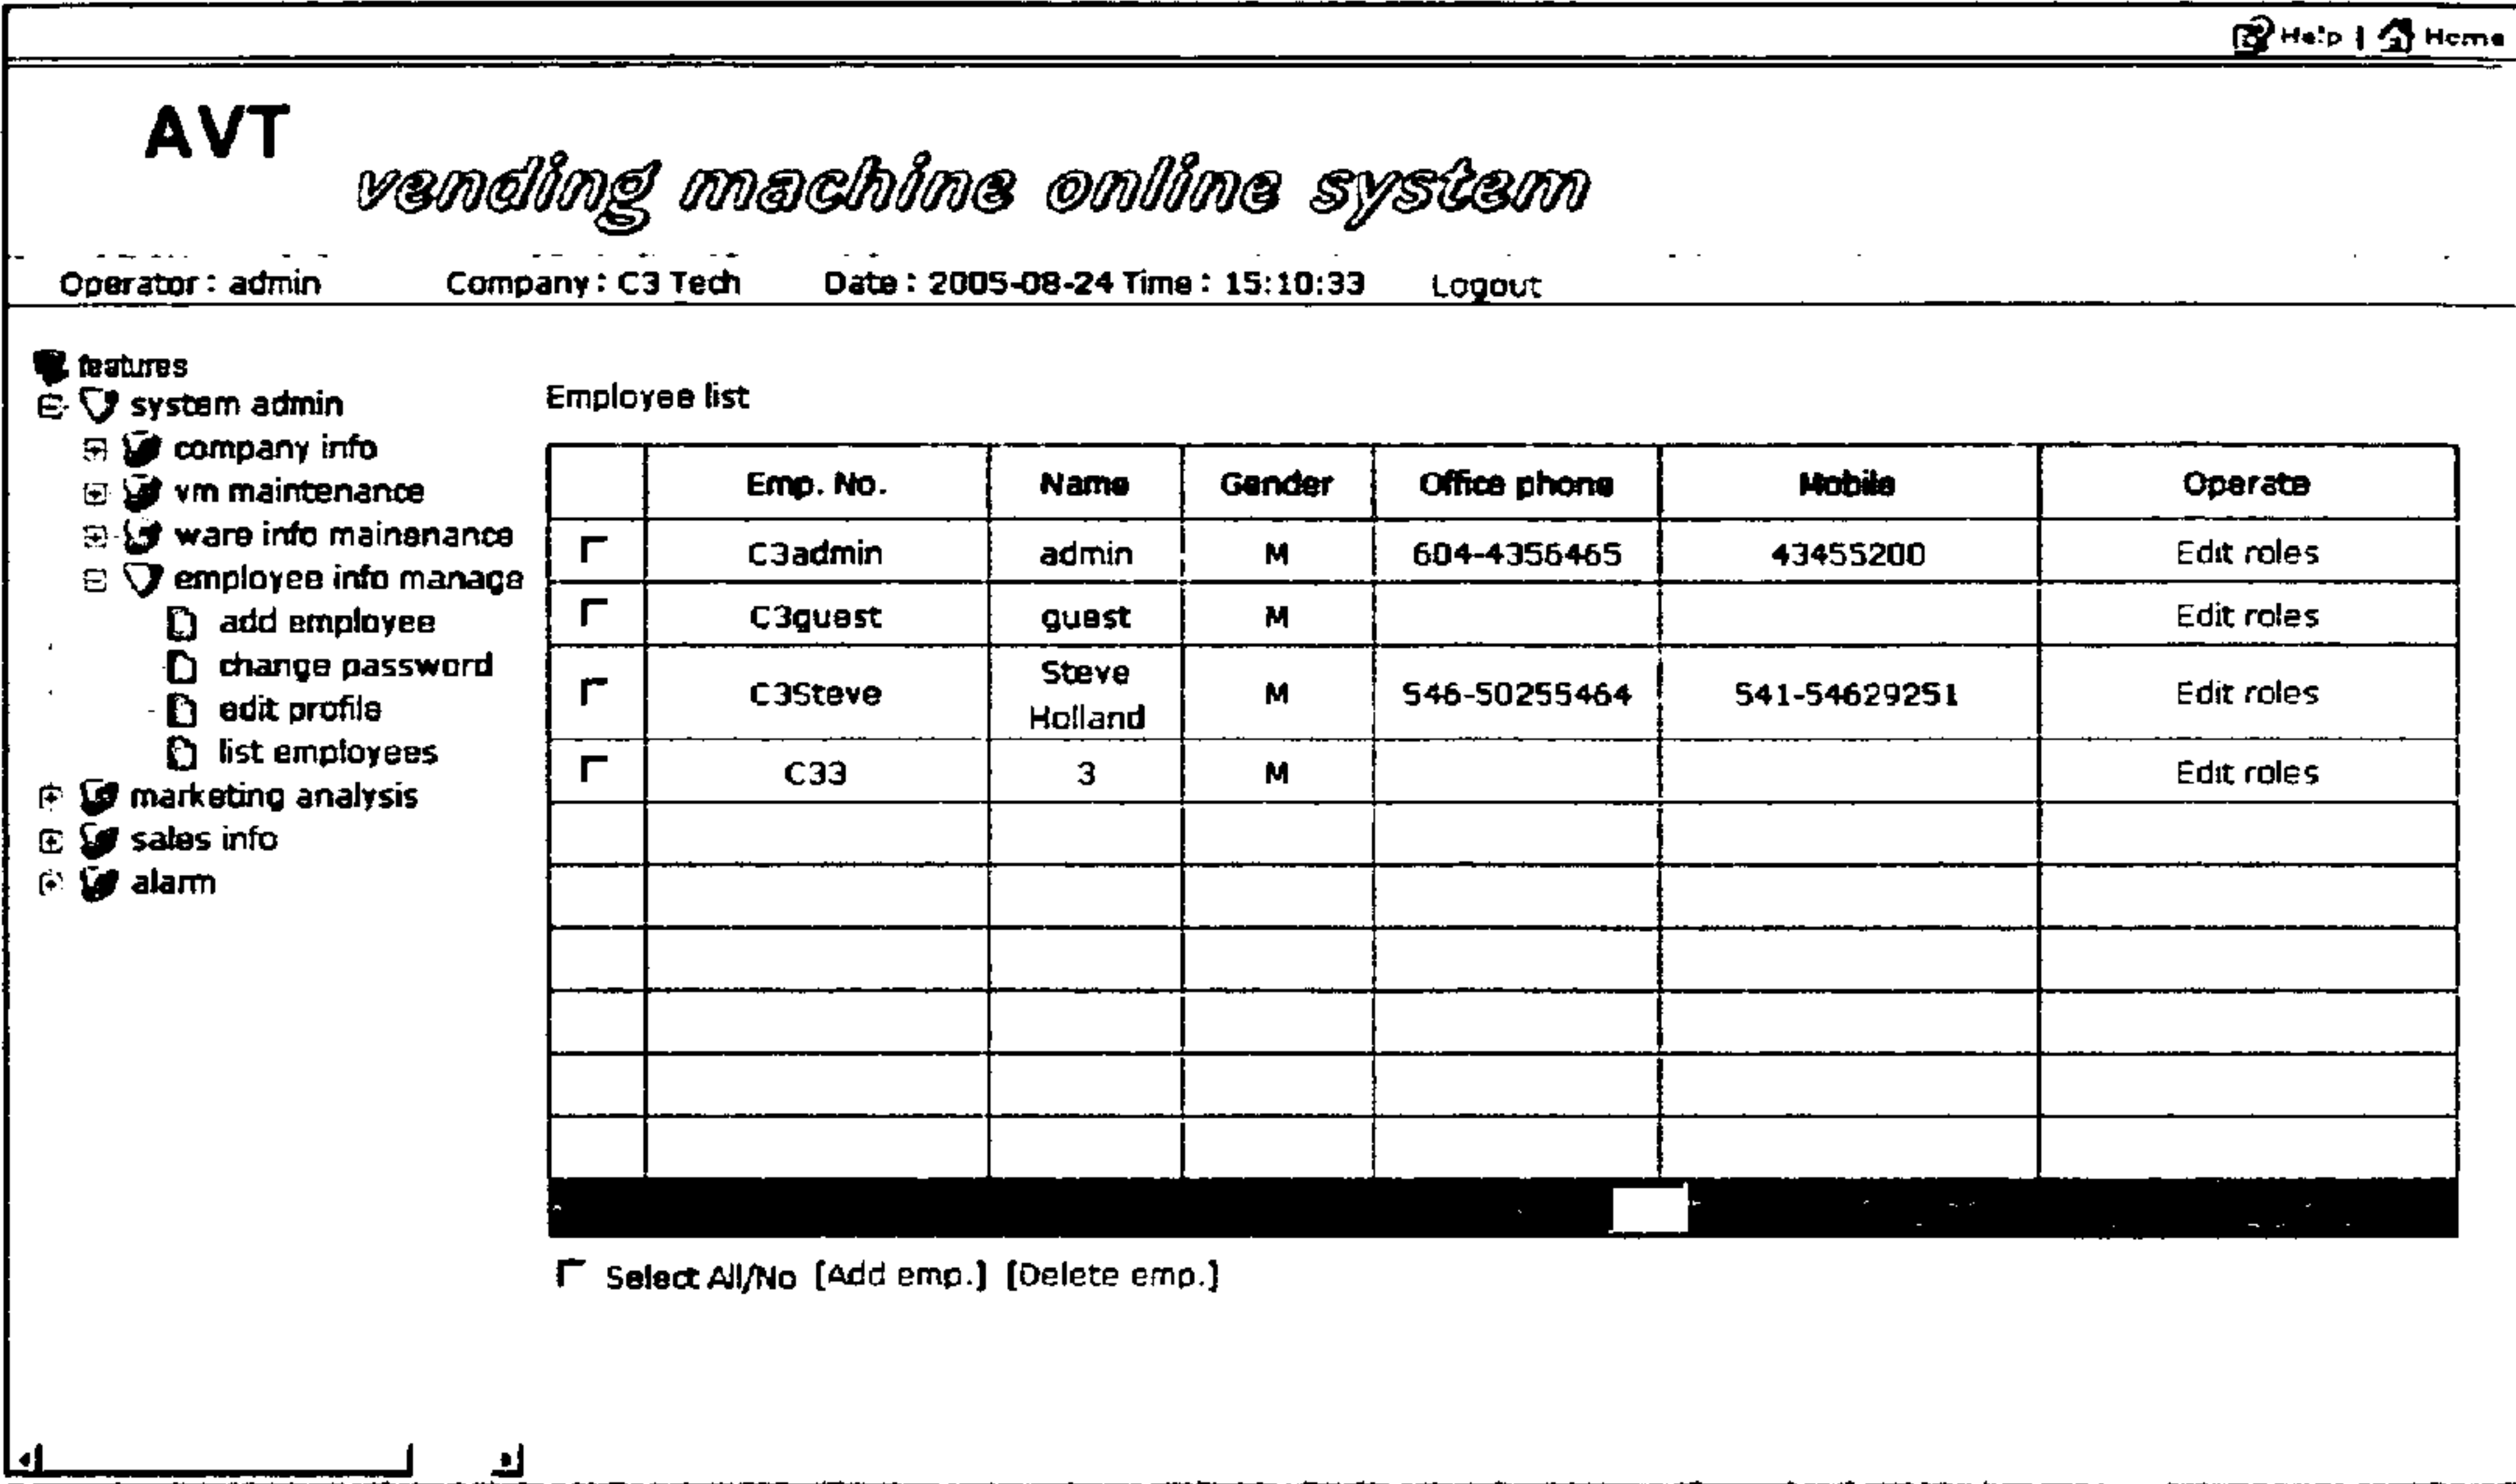 Help | Home
AVT
vending machine online system
Operator : admin Company : C3 Tech Date : 2005-08-24 Time : 15:10:33 Logout
features
system admin
company info
vm maintenance
ware info mainenance
employee info manage
add employee
change password
edit profile
list employees
marketing analysis
sales info
alarm
Employee list
Emp. No. Name Gender Office phone Mobile Operate
C3admin admin M 604-4356465 43455200 Edit roles
C3guest guest M Edit roles
C3Steve Steve Holland M 546-50255464 541-54629251 Edit roles
C33 3 M Edit roles
Select All/No [Add emp.] [Delete emp.]